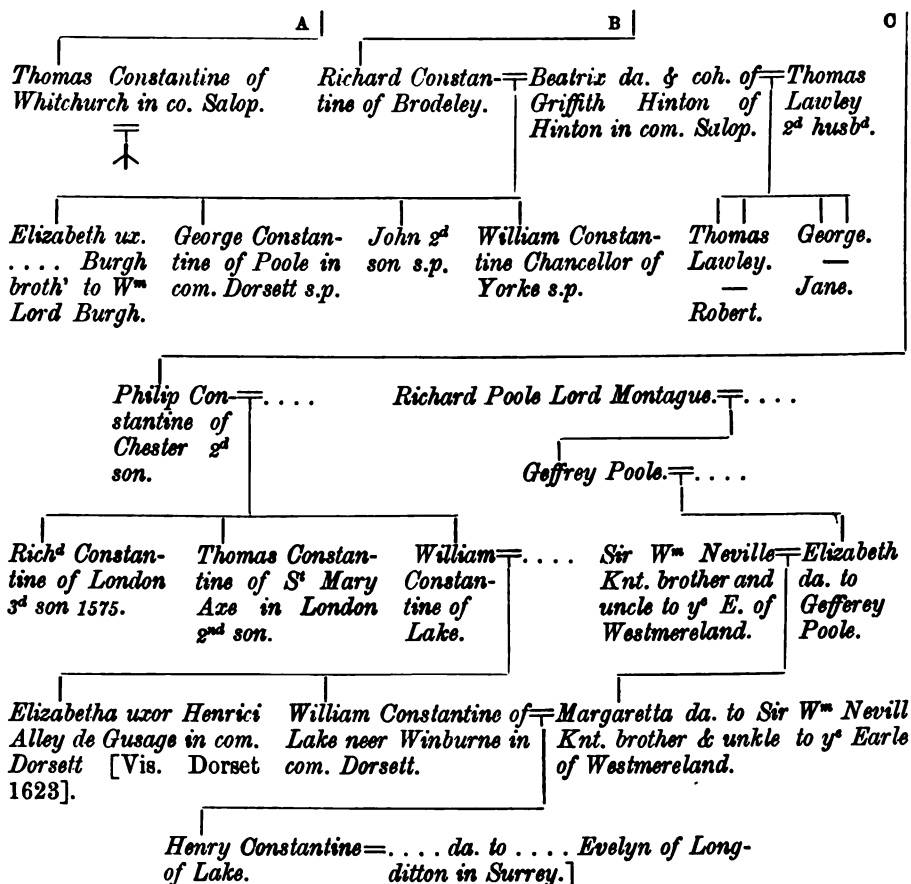 A B C
Thomas Constantine of
Whitchurch in co. Salop.
Richard Constan-
tine of Brodeley.
Beatrix da. & coh. of
Griffith Hinton of
Hinton in com. Salop.
Thomas
Lawley
2d husbd.
Elizabeth ux.
. . . . Burgh
broth' to Wm
Lord Burgh.
George Constan-
tine of Poole in
com. Dorsett s.p.
John 2d
son s.p.
William Constan-
tine Chancellor of
Yorke s.p.
Thomas
Lawley.
—
Robert.
George.
—
Jane.
Philip Con-
stantine of
Chester 2d
son.
. . . .
Richard Poole Lord Montague. . . . .
Geffrey Poole. . . . .
Richd Constan-
tine of London
3d son 1575.
Thomas Constan-
tine of St Mary
Axe in London
2nd son.
William
Constan-
tine of
Lake.
. . . .
Sir Wm Neville
Knt. brother and
uncle to ye E. of
Westmereland.
Elizabeth
da. to
Gefferey
Poole.
Elizabetha uxor Henrici
Alley de Gusage in com.
Dorsett [Vis. Dorset
1623].
William Constantine of
Lake neer Winburne in
com. Dorsett.
Margaretta da. to Sir Wm Nevill
Knt. brother & unkle to ye Earle
of Westmereland.
Henry Constantine
of Lake.
= . . . . da. to . . . . Evelyn of Long-
ditton in Surrey.]